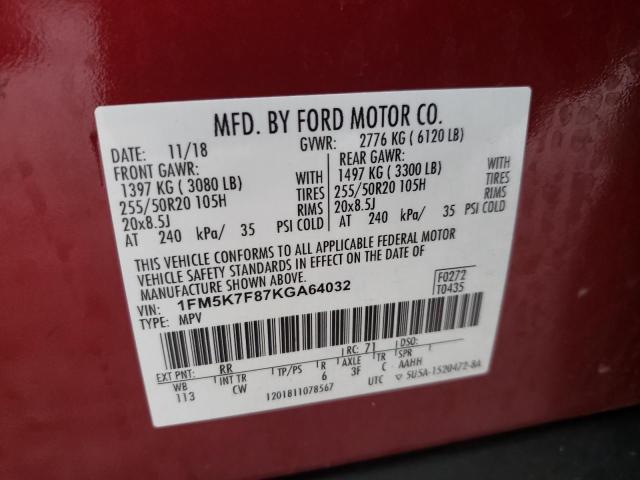 MFD. BY FORD MOTOR CO.
DATE: 11/18 GVWR: 2776 KG ( 6120 LB)
FRONT GAWR: REAR GAWR:
1397 KG ( 3080 LB) WITH 1497 KG ( 3300 LB) WITH
255/50R20 105H TIRES 255/50R20 105H TIRES
20x8.5J RIMS 20x8.5J RIMS
AT 240 kPa/ 35 PSI COLD AT 240 kPa/ 35 PSI COLD
THIS VEHICLE CONFORMS TO ALL APPLICABLE FEDERAL MOTOR
VEHICLE SAFETY STANDARDS IN EFFECT ON THE DATE OF
MANUFACTURE SHOWN ABOVE.
VIN: 1FM5K7F87KGA64032 F0272
TYPE: MPV T0435
EXT PNT: RR RC: 71 DSO:
WB INT TR TP/PS R AXLE TR SPR
113 CW 6 3F C AAHH
1201811078567 UTC ▽ 5U5A-1520472-8A